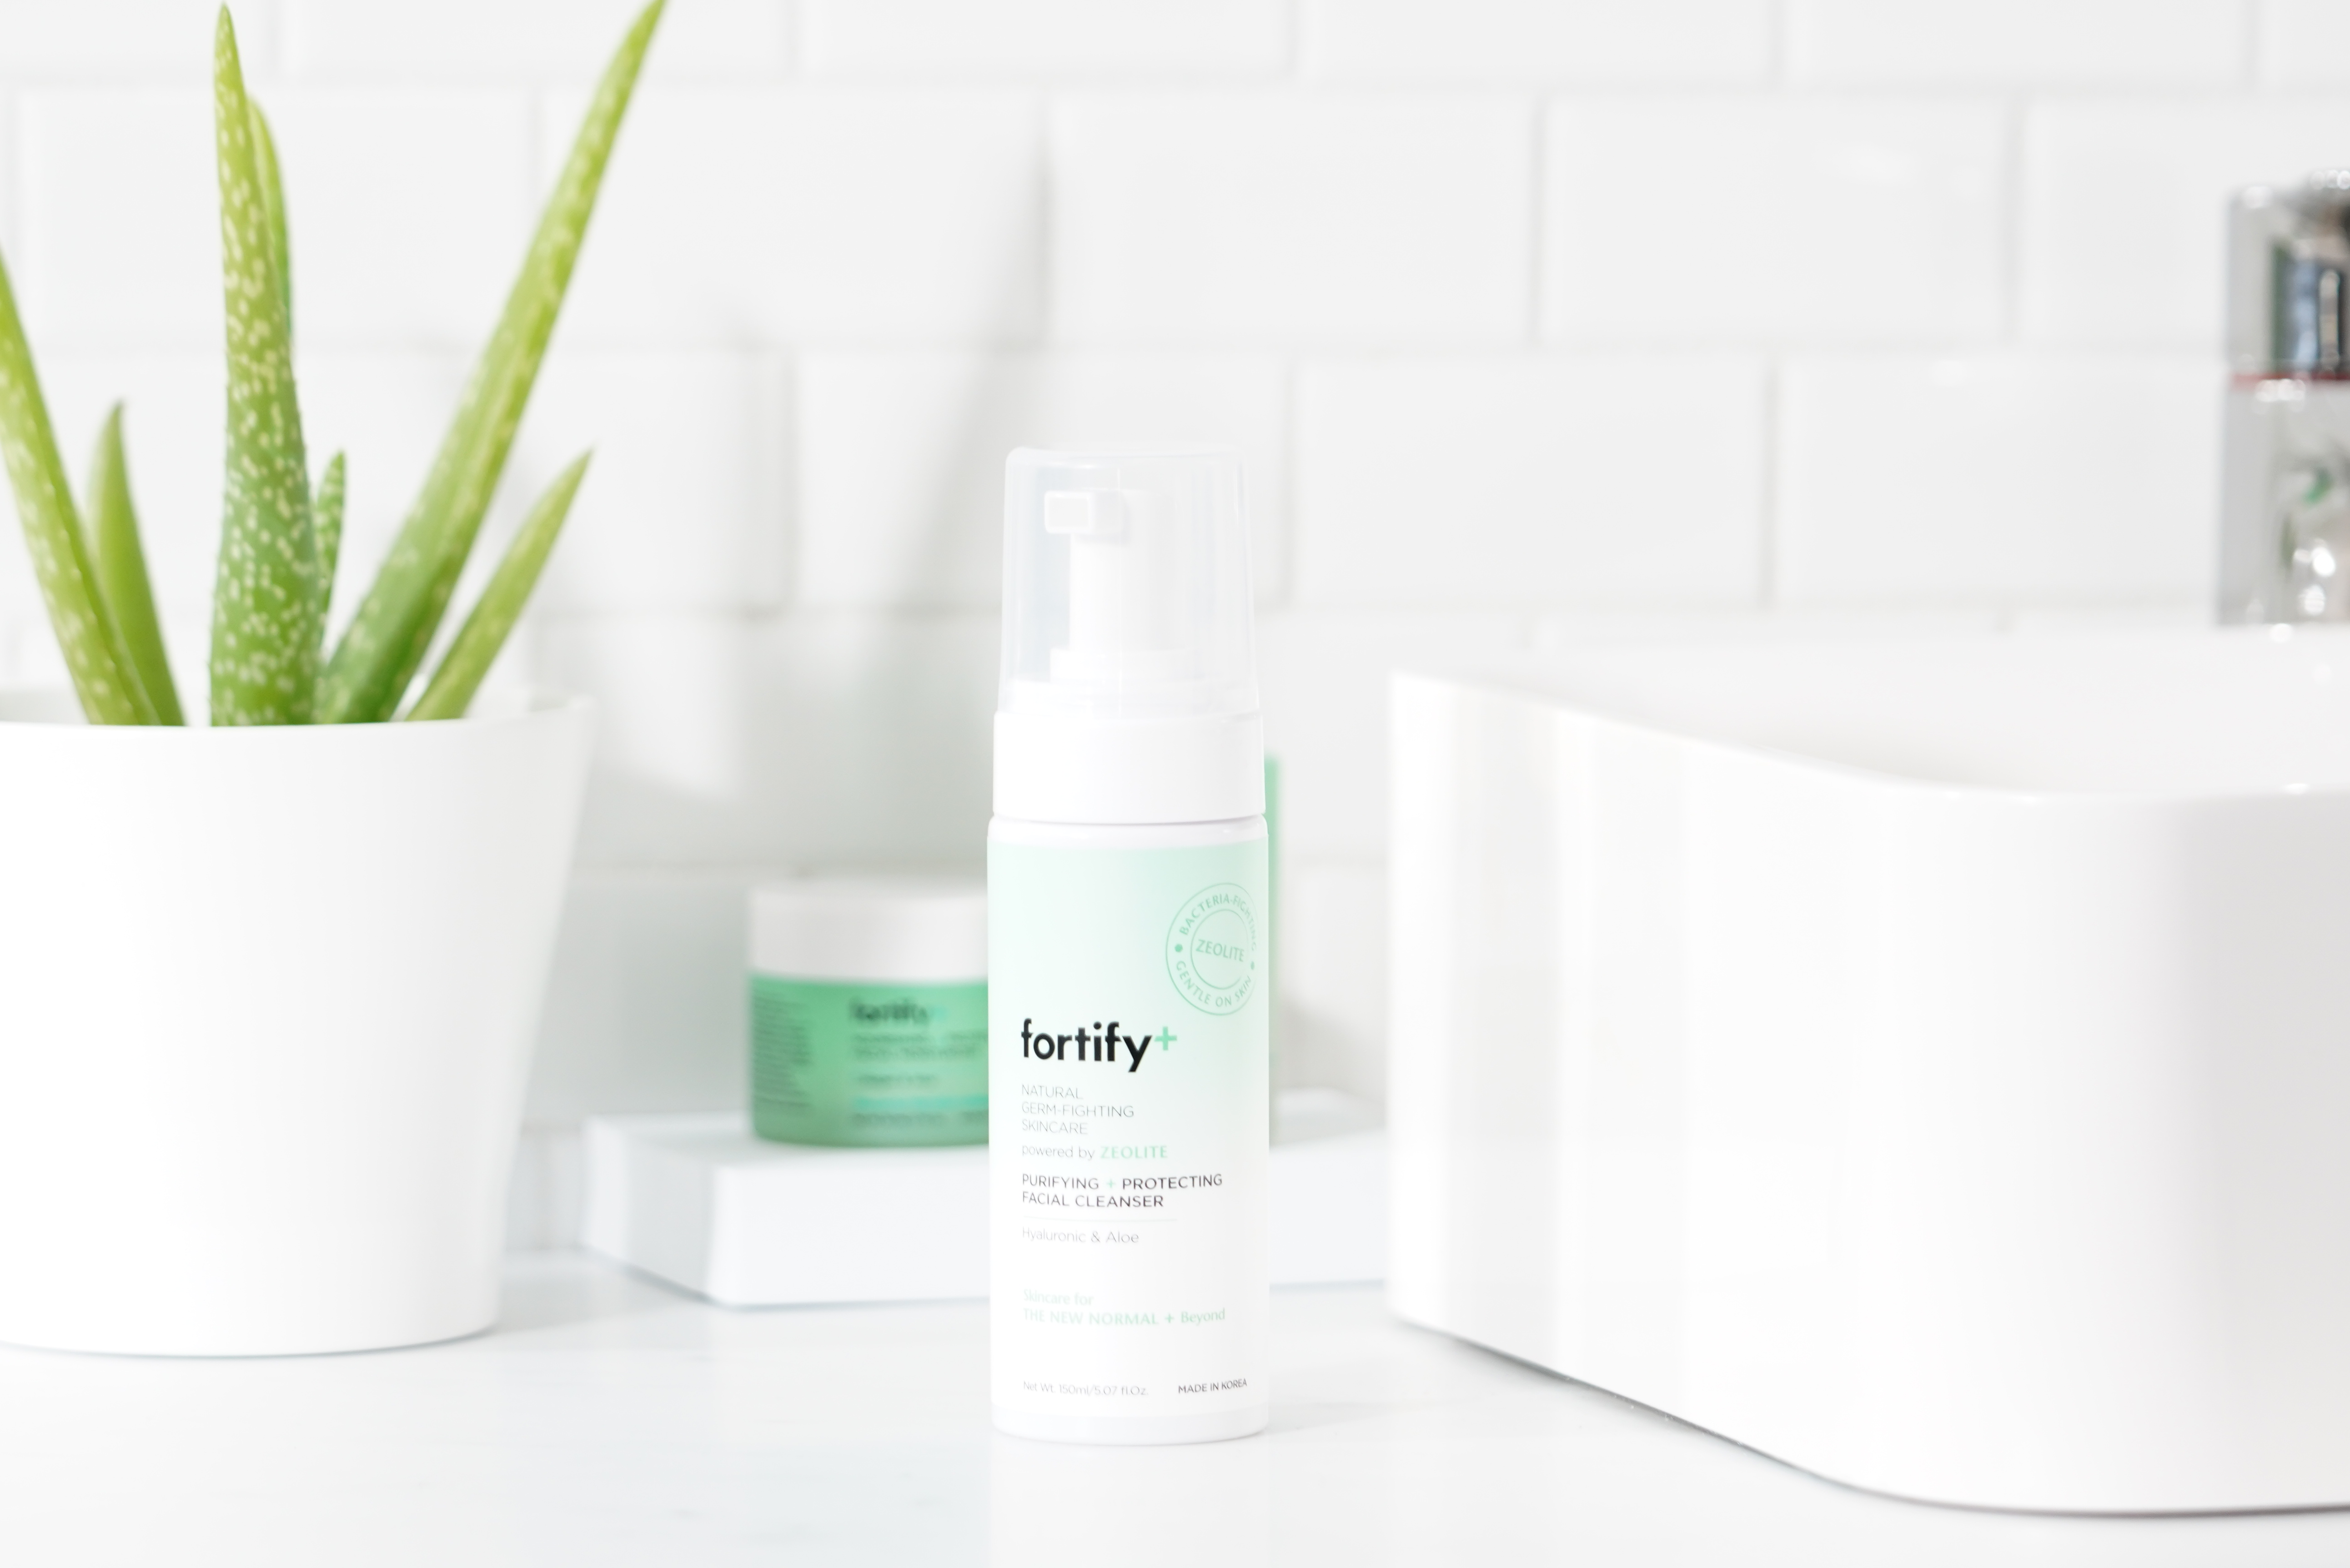 BACTERIA-FIGHTING
ZEOLITE
GENTLE ON SKIN
fortify+
NATURAL
GERM-FIGHTING
SKINCARE
powered by ZEOLITE
PURIFYING + PROTECTING
FACIAL CLEANSER
Hyaluronic & Aloe
Skincare for
THE NEW NORMAL + Beyond
Net Wt. 150ml/5.07 fl.Oz. MADE IN KOREA
fortify